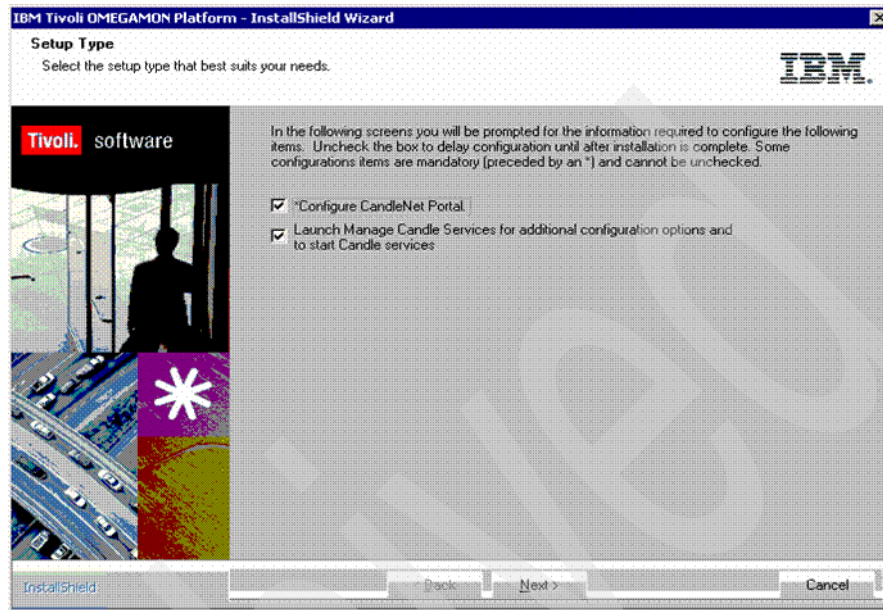 IBM Tivoli OMEGAMON Platform - InstallShield Wizard
Setup Type
Select the setup type that best suits your needs.
IBM.
Tivoli. software
In the following screens you will be prompted for the information required to configure the following
items. Uncheck the box to delay configuration until after installation is complete. Some
configurations items are mandatory (preceded by an *) and cannot be unchecked.
*Configure CandleNet Portal
Launch Manage Candle Services for additional configuration options and
to start Candle services
InstallShield
< Back
Next >
Cancel